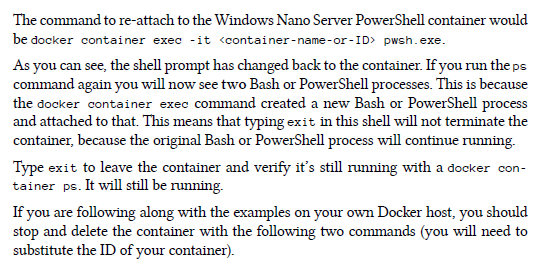 The command to re-attach to the Windows Nano Server PowerShell container would
be docker container exec -it <container-name-or-ID> pwsh.exe.
As you can see, the shell prompt has changed back to the container. If you run the ps
command again you will now see two Bash or PowerShell processes. This is because
the docker container exec command created a new Bash or PowerShell process
and attached to that. This means that typing exit in this shell will not terminate the
container, because the original Bash or PowerShell process will continue running.
Type exit to leave the container and verify it’s still running with a docker con-
tainer ps. It will still be running.
If you are following along with the examples on your own Docker host, you should
stop and delete the container with the following two commands (you will need to
substitute the ID of your container).